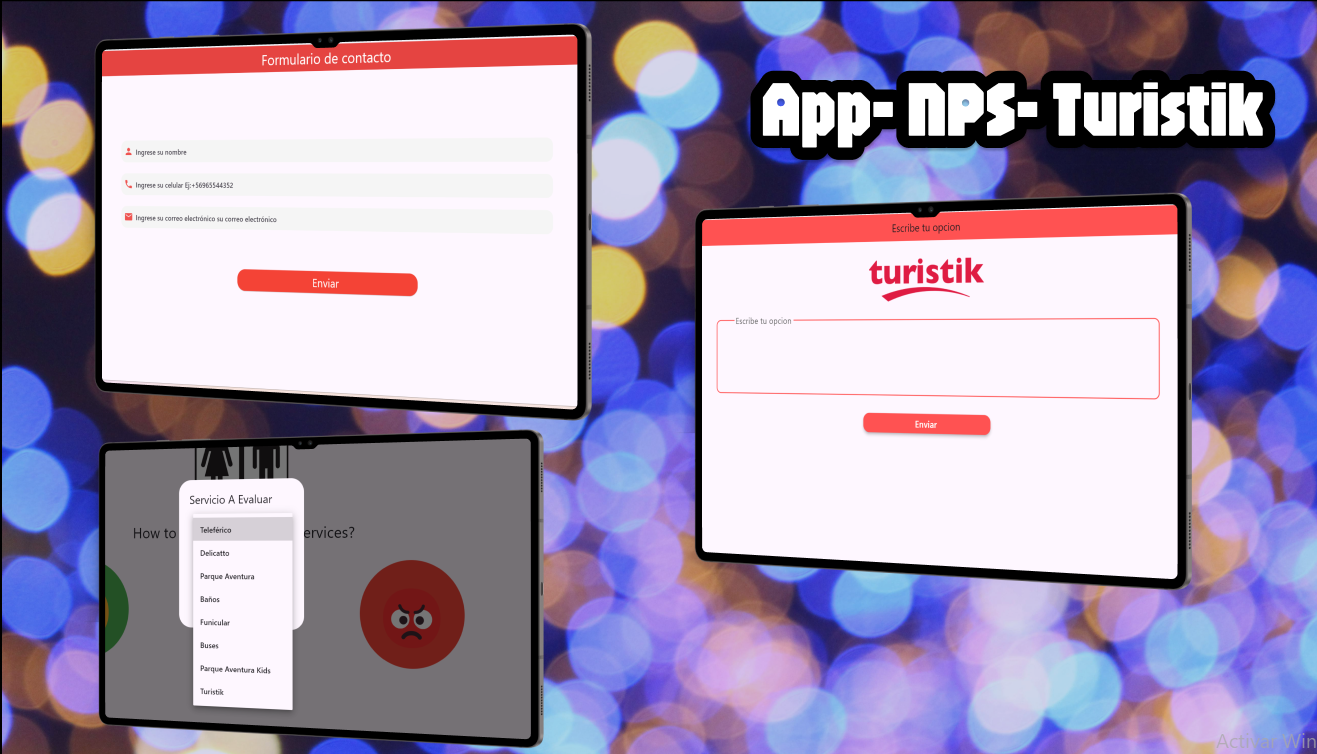 Formulario de contacto
Ingrese su nombre
Ingrese su celular Ej:+56965544352
Ingrese su correo electrónico su correo electrónico
Enviar
App- NPS- Turistik
Escribe tu opcion
turistik
Escribe tu opcion
Enviar
Servicio A Evaluar
How to
ervices?
Teleférico
Delicatto
Parque Aventura
Baños
Funicular
Buses
Parque Aventura Kids
Turistik
Activar Win